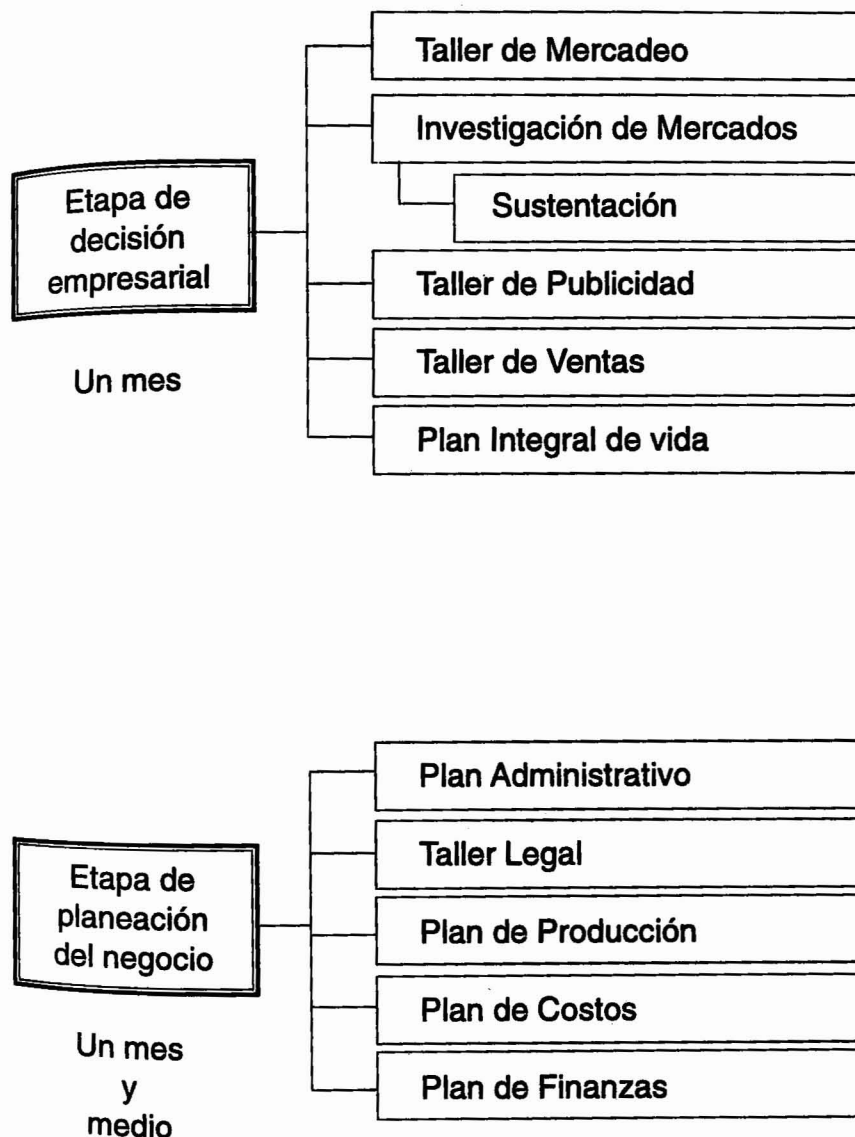 Etapa de
decisión
empresarial
Un mes
Taller de Mercadeo
Investigación de Mercados
Sustentación
Taller de Publicidad
Taller de Ventas
Plan Integral de vida
Etapa de
planeación
del negocio
Un mes
y
medio
Plan Administrativo
Taller Legal
Plan de Producción
Plan de Costos
Plan de Finanzas